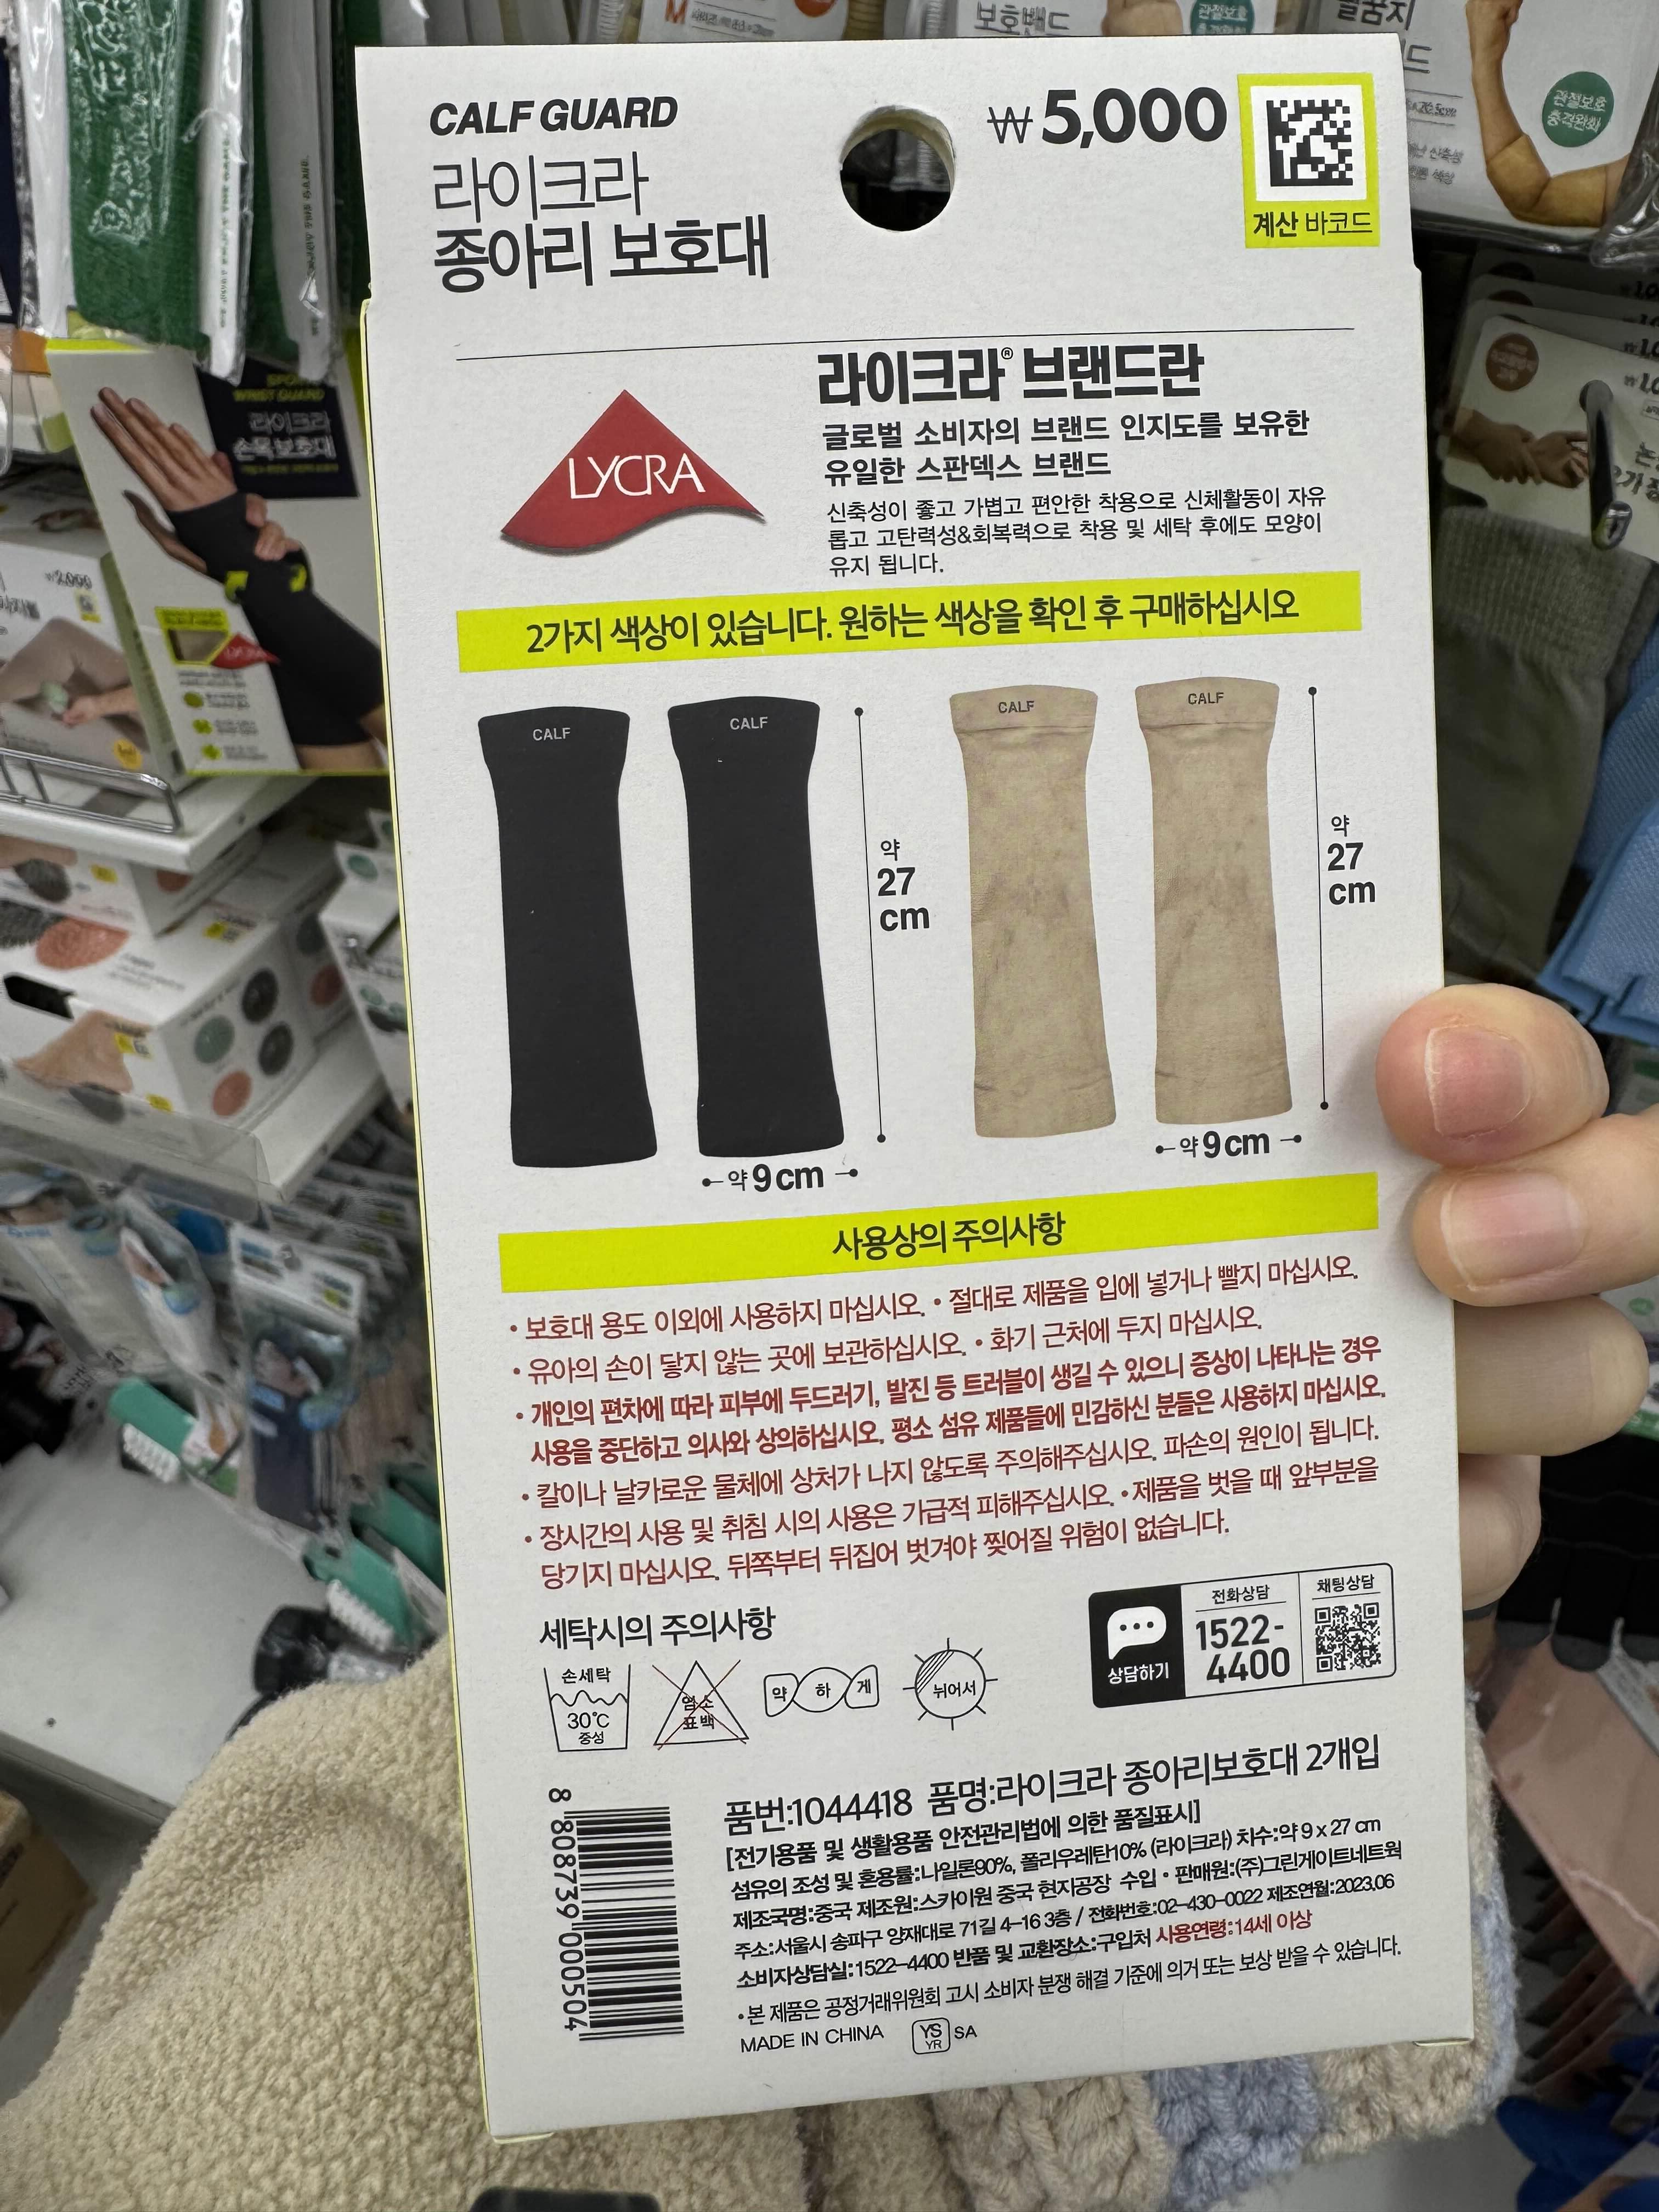 CALF GUARD
라이크라
종아리 보호대
₩5,000
계산 바코드
LYCRA
라이크라® 브랜드란
글로벌 소비자의 브랜드 인지도를 보유한
유일한 스판덱스 브랜드
신축성이 좋고 가볍고 편안한 착용으로 신체활동이 자유
롭고 고탄력성&회복력으로 착용 및 세탁 후에도 모양이
유지 됩니다.
2가지 색상이 있습니다. 원하는 색상을 확인 후 구매하십시오
CALF
CALF
약
27
cm
약 9cm
CALF
CALF
약
27
cm
약 9cm
사용상의 주의사항
• 보호대 용도 이외에 사용하지 마십시오. • 절대로 제품을 입에 넣거나 빨지 마십시오.
• 유아의 손이 닿지 않는 곳에 보관하십시오. • 화기 근처에 두지 마십시오.
• 개인의 편차에 따라 피부에 두드러기, 발진 등 트러블이 생길 수 있으니 증상이 나타나는 경우
사용을 중단하고 의사와 상의하십시오. 평소 섬유 제품들에 민감하신 분들은 사용하지 마십시오.
• 칼이나 날카로운 물체에 상처가 나지 않도록 주의해주십시오. 파손의 원인이 됩니다.
• 장시간의 사용 및 취침 시의 사용은 가급적 피해주십시오. • 제품을 벗을 때 앞부분을
당기지 마십시오. 뒤쪽부터 뒤집어 벗겨야 찢어질 위험이 없습니다.
세탁시의 주의사항
손세탁
30℃
중성
염소
표백
약 하 게
뉘어서
상담하기
전화상담
1522-
4400
채팅상담
품번:1044418 품명:라이크라 종아리보호대 2개입
[전기용품 및 생활용품 안전관리법에 의한 품질표시]
섬유의 조성 및 혼용률:나일론90%, 폴리우레탄10% (라이크라) 치수:약 9 x 27 cm
제조국명:중국 제조원:스카이원 중국 현지공장 수입 • 판매원:(주)그린게이트네트웍
주소:서울시 송파구 양재대로 71길 4-16 3층 / 전화번호:02-430-0022 제조연월:2023.06
소비자상담실:1522-4400 반품 및 교환장소:구입처 사용연령:14세 이상
• 본 제품은 공정거래위원회 고시 소비자 분쟁 해결 기준에 의거 또는 보상 받을 수 있습니다.
MADE IN CHINA
YS
YR
SA
8 808739 000504
보호밴드
관절보호
충격완화
WRIST GUARD
라이크라
손목 보호대